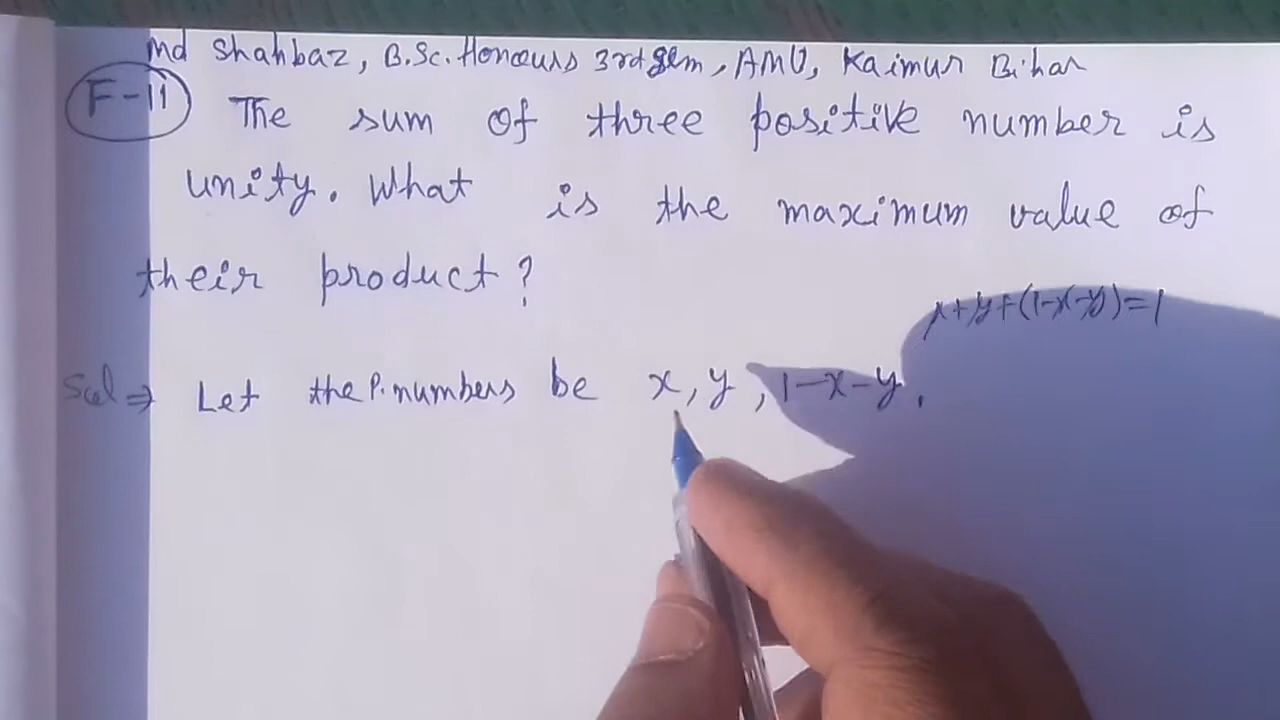 Md Shahbaz, B.Sc. Honours 3rd Sem, AMU, Kaimur Bihar
F-11 The sum of three positive number is
unity. What is the maximum value of
their product?
x+y+(1-x-y)=1
Sol ⇒ Let the P. numbers be x, y, 1-x-y.